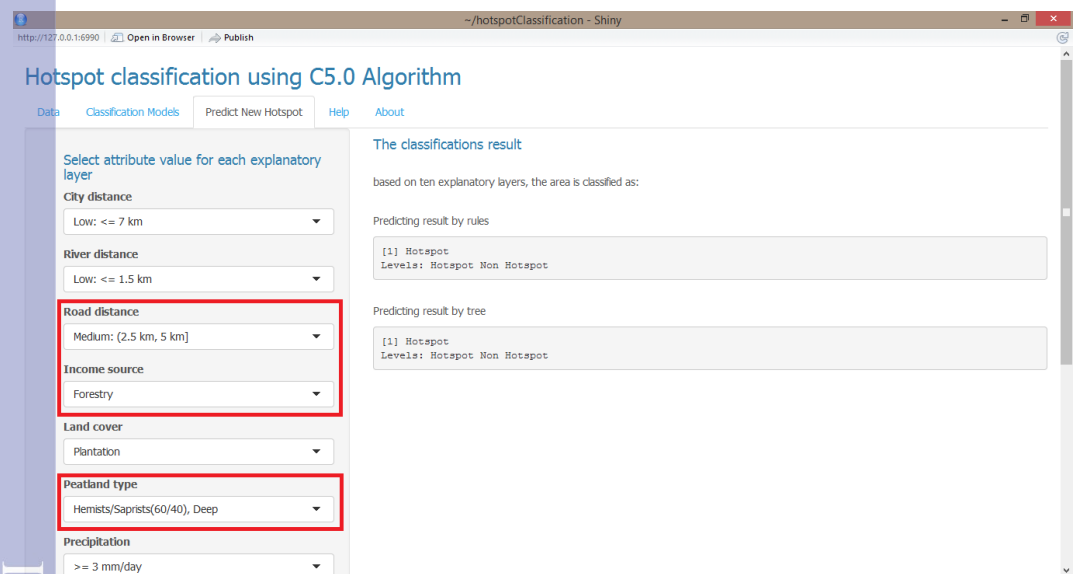 ~/hotspotClassification - Shiny
http://127.0.0.1:6990 Open in Browser Publish
Hotspot classification using C5.0 Algorithm
Data Classification Models Predict New Hotspot Help About
Select attribute value for each explanatory
layer
City distance
Low: <= 7 km
River distance
Low: <= 1.5 km
Road distance
Medium: (2.5 km, 5 km]
Income source
Forestry
Land cover
Plantation
Peatland type
Hemists/Saprists(60/40), Deep
Precipitation
>= 3 mm/day
The classifications result
based on ten explanatory layers, the area is classified as:
Predicting result by rules
[1] Hotspot
Levels: Hotspot Non Hotspot
Predicting result by tree
[1] Hotspot
Levels: Hotspot Non Hotspot